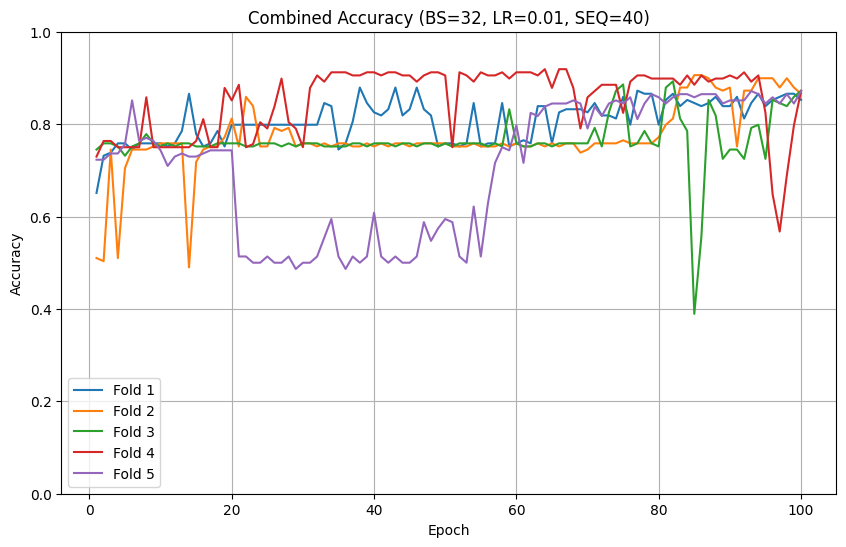 Combined Accuracy (BS=32, LR=0.01, SEQ=40)
1.0
0.8
0.6
0.4
0.2
0.0
Accuracy
Fold 1
Fold 2
Fold 3
Fold 4
Fold 5
0 20 40 60 80 100
Epoch